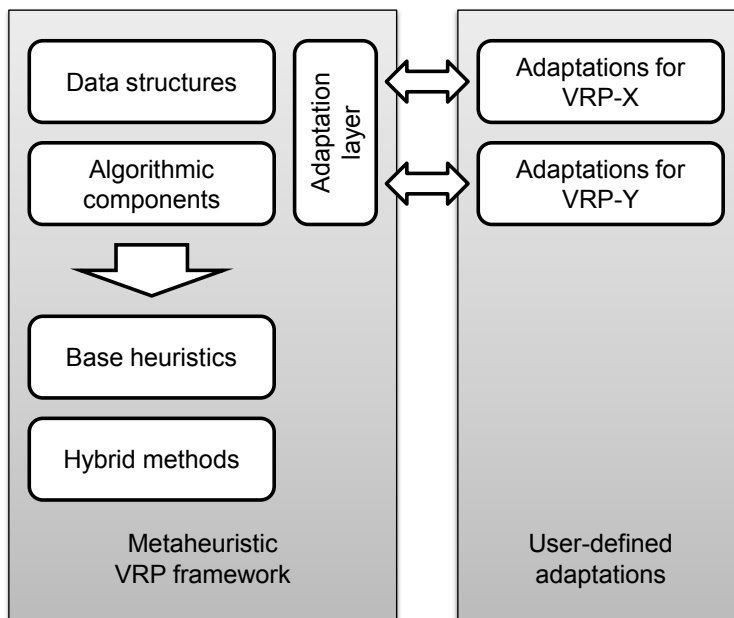 Data structures
Algorithmic
components
Adaptation
layer
Base heuristics
Hybrid methods
Metaheuristic
VRP framework
Adaptations for
VRP-X
Adaptations for
VRP-Y
User-defined
adaptations